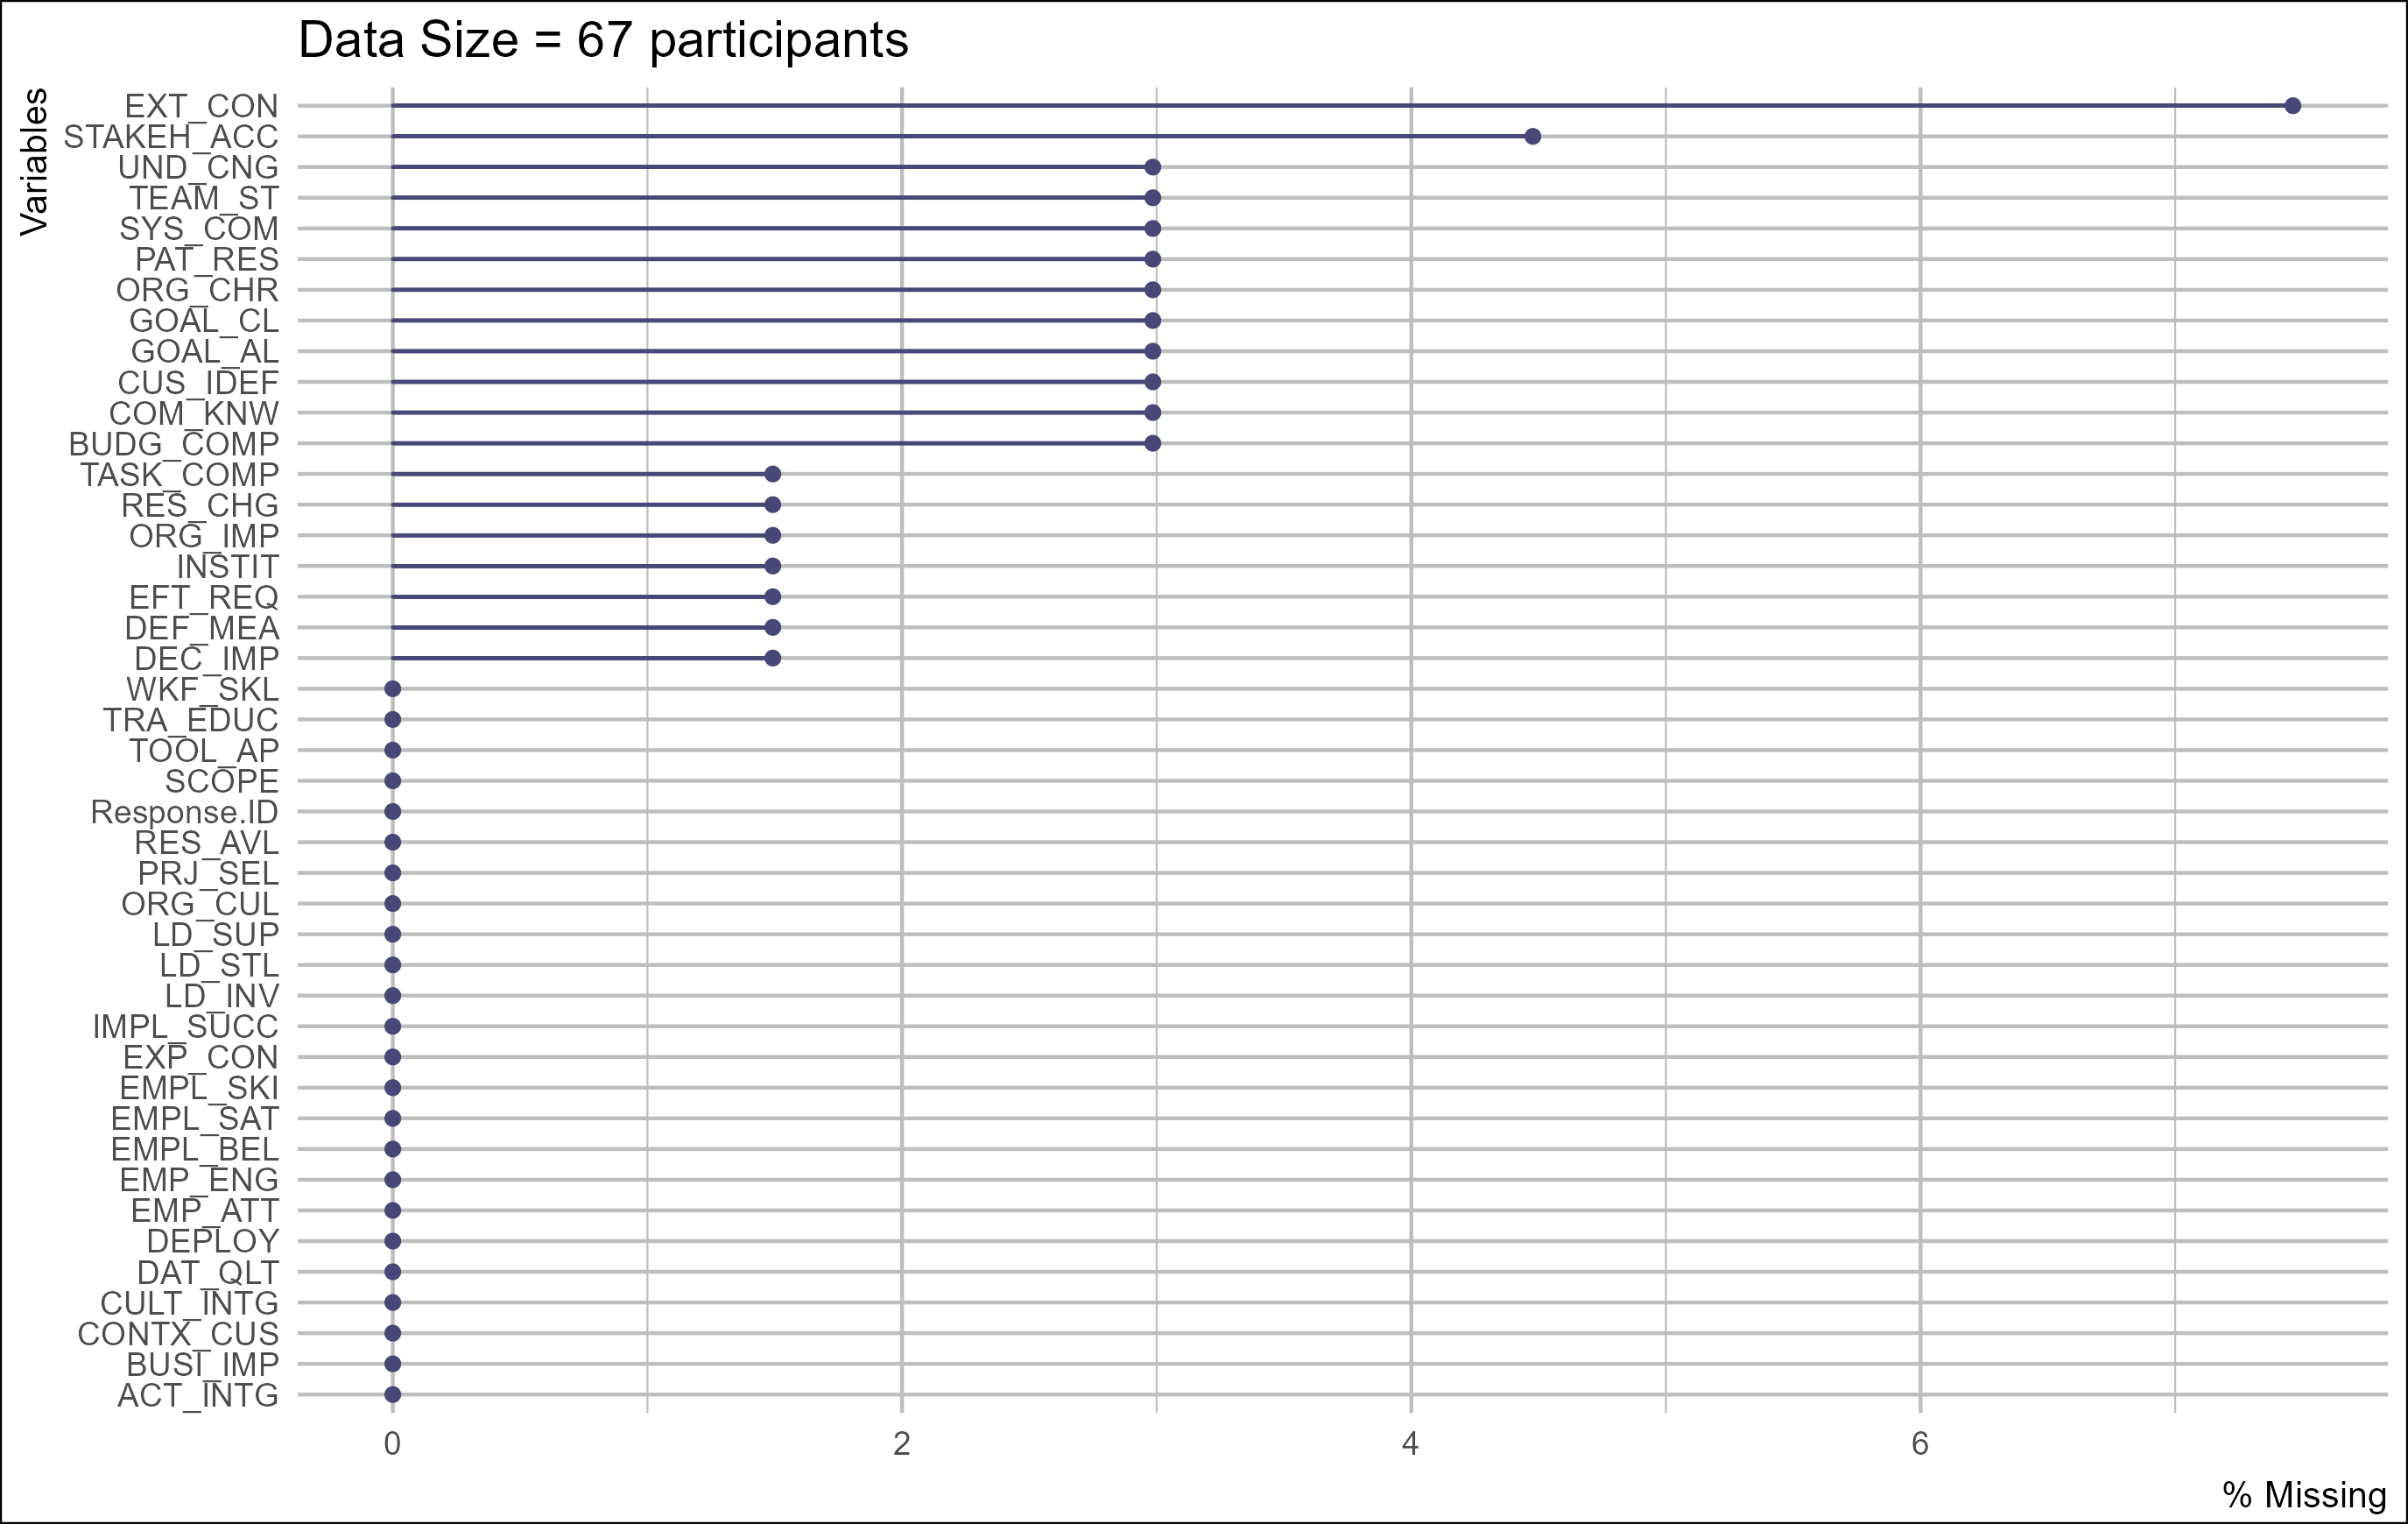 Data Size = 67 participants
Variables
EXT_CON
STAKEH_ACC
UND_CNG
TEAM_ST
SYS_COM
PAT_RES
ORG_CHR
GOAL_CL
GOAL_AL
CUS_IDEF
COM_KNW
BUDG_COMP
TASK_COMP
RES_CHG
ORG_IMP
INSTIT
EFT_REQ
DEF_MEA
DEC_IMP
WKF_SKL
TRA_EDUC
TOOL_AP
SCOPE
Response.ID
RES_AVL
PRJ_SEL
ORG_CUL
LD_SUP
LD_STL
LD_INV
IMPL_SUCC
EXP_CON
EMPL_SKI
EMPL_SAT
EMPL_BEL
EMP_ENG
EMP_ATT
DEPLOY
DAT_QLT
CULT_INTG
CONTX_CUS
BUSI_IMP
ACT_INTG
0 2 4 6
% Missing